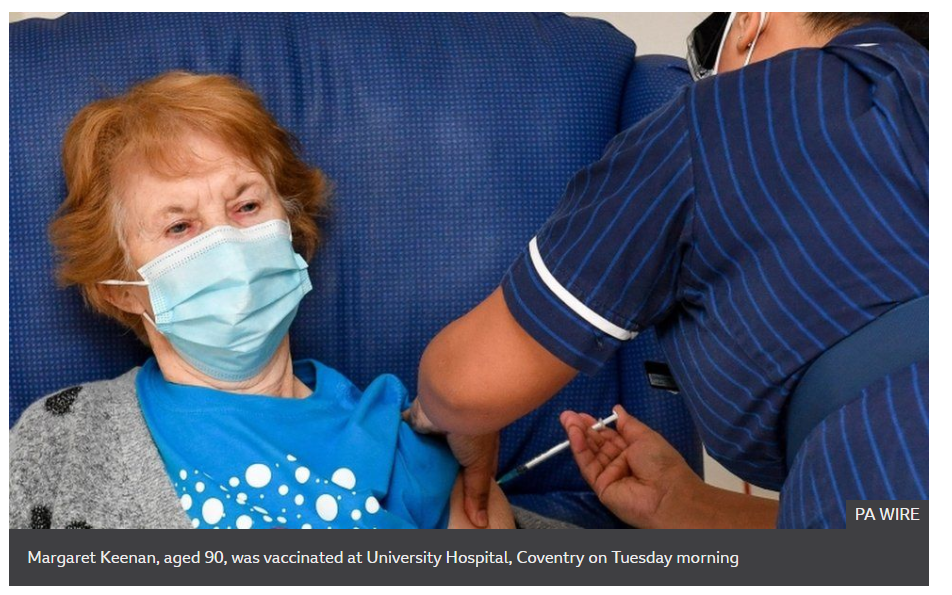 PA WIRE
Margaret Keenan, aged 90, was vaccinated at University Hospital, Coventry on Tuesday morning